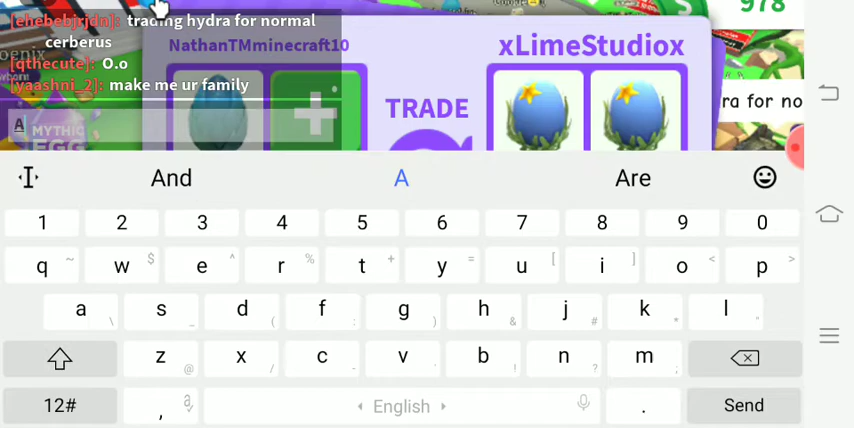 978
[ehebebjrjdn]: trading hydra for normal
cerberus
oenix
[qthecute]: O.o
[yaashni_2]: make me ur family
NathanTMminecraft10
xLimeStudiox
TRADE
ra for no
A
MYTHIC
EGG
And A Are
1 2 3 4 5 6 7 8 9 0
q ~ w $ e ^ r % t + y = u [ i ] o < p >
a \ s _ d ( f : g ) h & j # k * l "
z @ x / c - v ' b ! n ? m ;
12# , English . Send